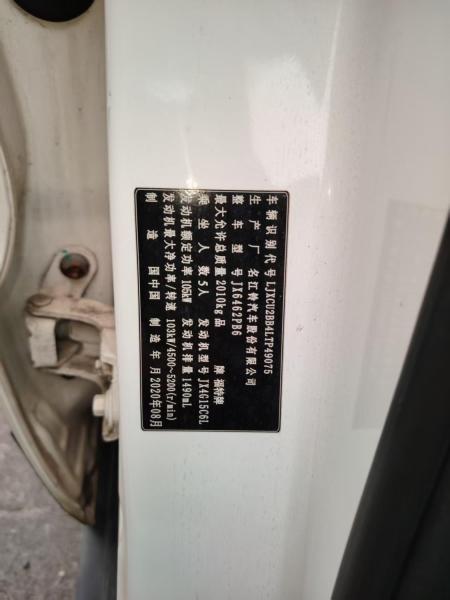 车辆识别代号 LJXCU2BB4LTP49075
生产厂名 江铃汽车股份有限公司
整车型号 JX6462PB6
最大允许总质量 2010kg 品牌 福特牌
乘坐人数 5人 发动机型号 JX4G15C6L
发动机额定功率 105kW 发动机排量 1490mL
发动机最大净功率/转速 103kW/4500~5200(r/min)
制造国 中国 制造年月 2020年08月